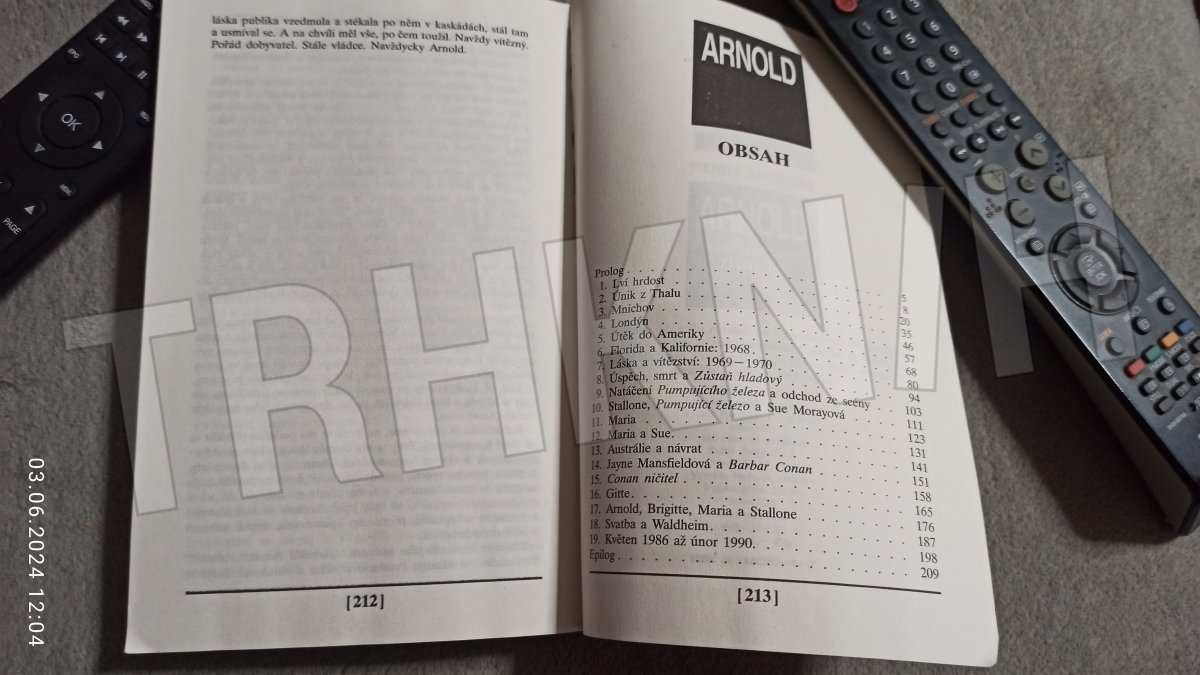 láska publika vzedmula a stékala po něm v kaskádách, stál tam
a usmíval se. A na chvíli měl vše, po čem toužil. Navždy vítězný.
Pořád dobyvatel. Stále vládce. Navždycky Arnold.
[212]
ARNOLD
OBSAH
Prolog . . . 5
1. Lví hrdost . . . 8
2. Únik z Thalu . . . 20
3. Mnichov . . . 35
4. Londýn . . . 46
5. Útěk do Ameriky . . . 57
6. Florida a Kalifornie: 1968 . . . 68
7. Láska a vítězství: 1969—1970 . . . 80
8. Úspěch, smrt a Zůstaň hladový . . . 94
9. Natáčení Pumpujícího železa a odchod ze scény . . . 103
10. Stallone, Pumpující železo a Sue Morayová . . . 111
11. Maria . . . 123
12. Maria a Sue . . . 131
13. Austrálie a návrat . . . 141
14. Jayne Mansfieldová a Barbar Conan . . . 151
15. Conan ničitel . . . 158
16. Gitte . . . 165
17. Arnold, Brigitte, Maria a Stallone . . . 176
18. Svatba a Waldheim . . . 187
19. Květen 1986 až únor 1990 . . . 198
Epilog . . . 209
[213]
OK
EPG
MENU
PAGE
03.06.2024 12:04